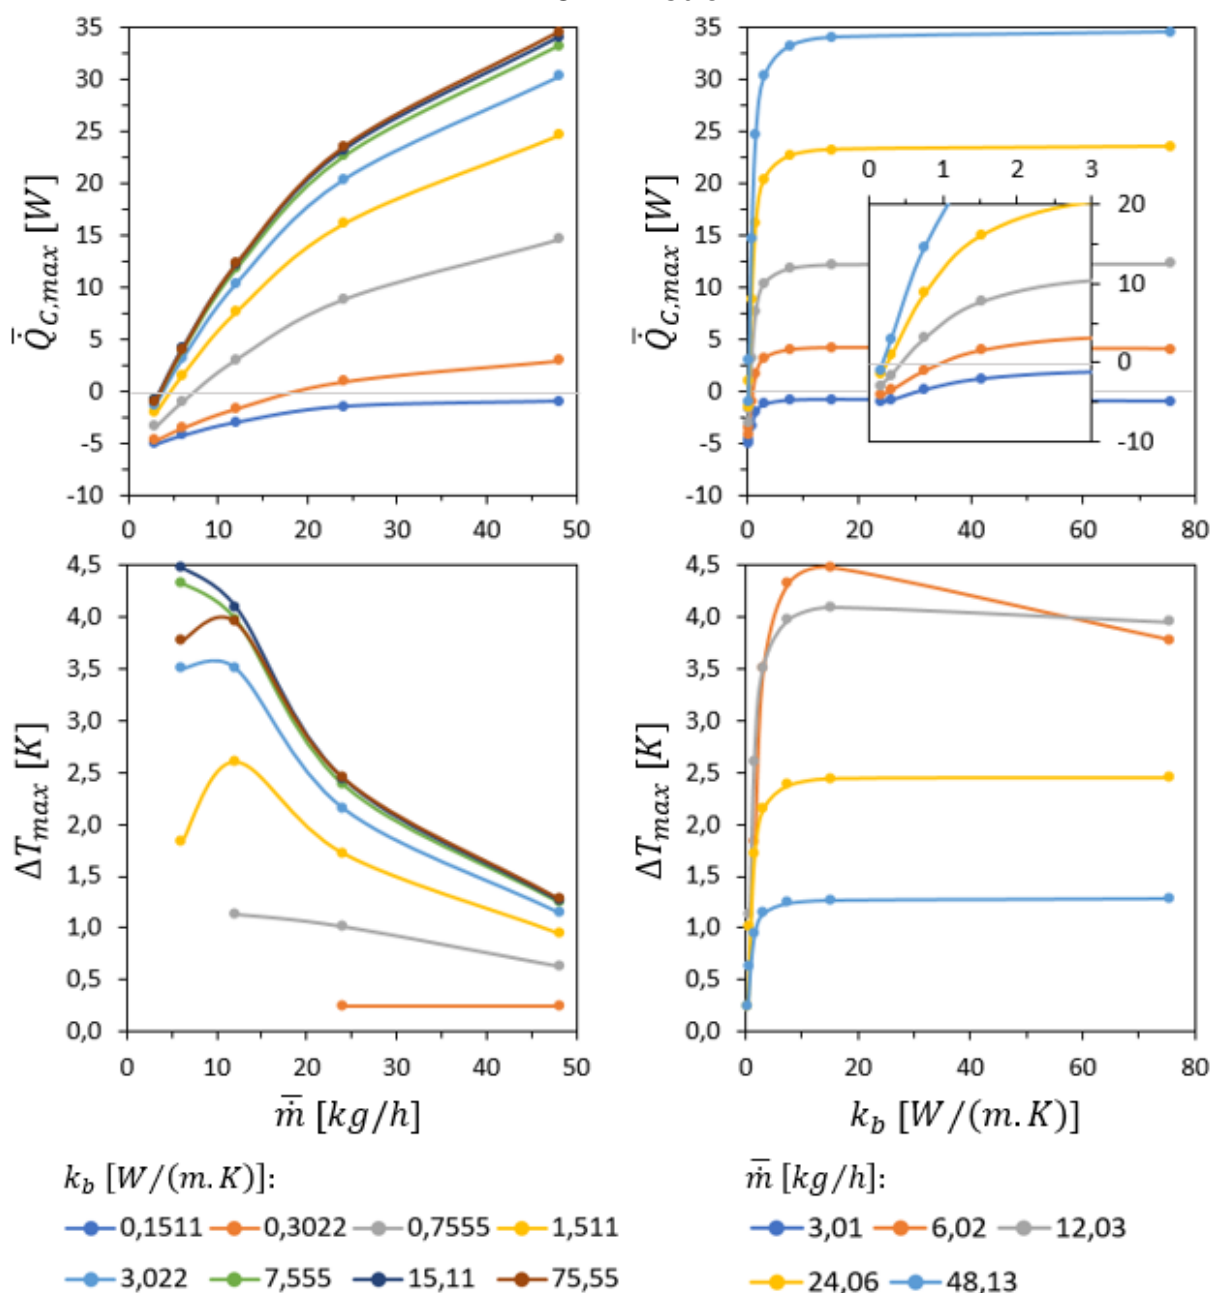 35
30
25
20
15
10
5
0
-5
-10
Q̇̄_C,max [W]
0 10 20 30 40 50
35
30
25
20
15
10
5
0
-5
-10
Q̇̄_C,max [W]
0 20 40 60 80
0 1 2 3
20
10
0
-10
4,5
4,0
3,5
3,0
2,5
2,0
1,5
1,0
0,5
0,0
ΔT_max [K]
0 10 20 30 40 50
ṁ̄ [kg/h]
4,5
4,0
3,5
3,0
2,5
2,0
1,5
1,0
0,5
0,0
ΔT_max [K]
0 20 40 60 80
k_b [W/(m.K)]
k_b [W/(m.K)]:
0,1511 0,3022 0,7555 1,511
3,022 7,555 15,11 75,55
ṁ̄ [kg/h]:
3,01 6,02 12,03
24,06 48,13